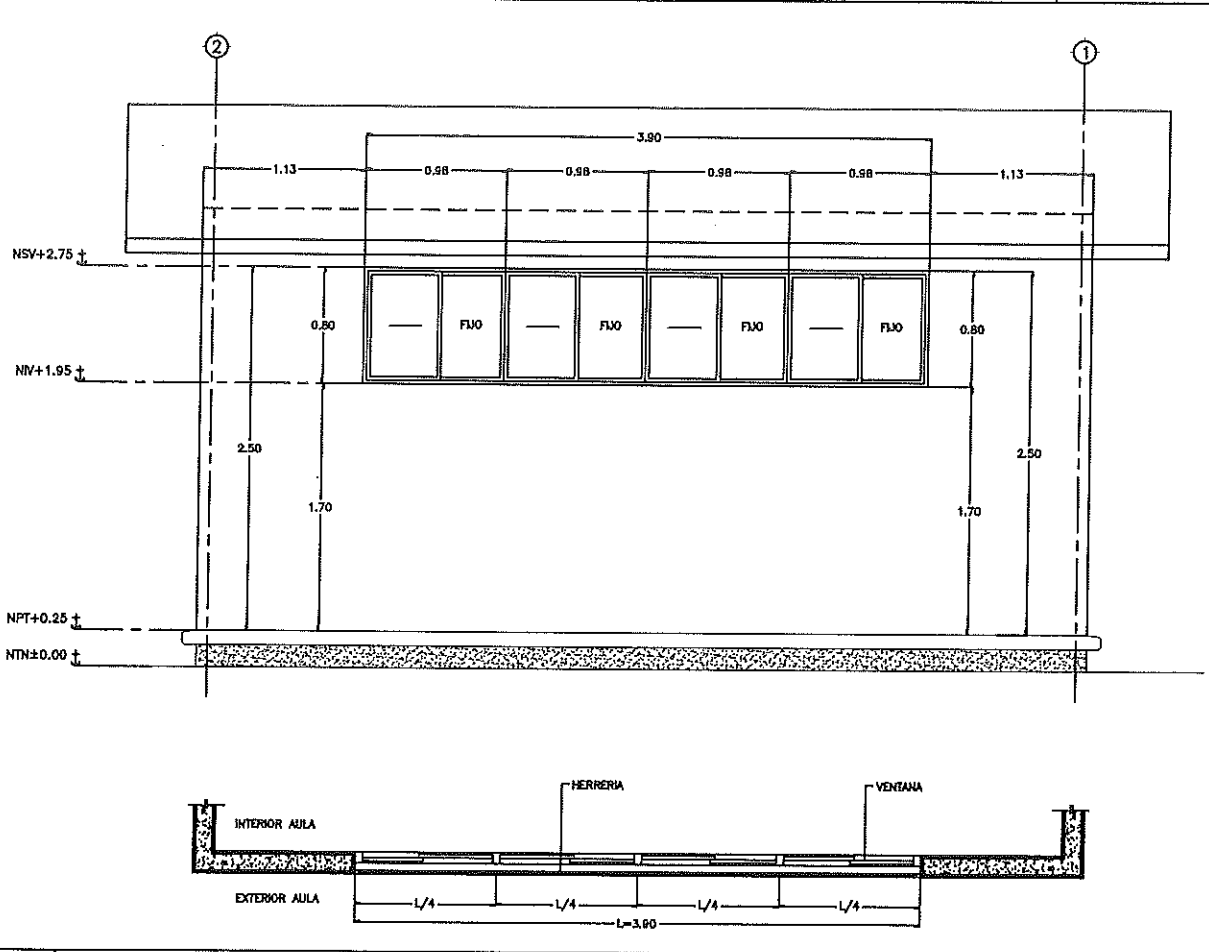 2 1
3.90
1.13 0.98 0.98 0.98 0.98 1.13
NSV+2.75
0.80 FIJO FIJO FIJO FIJO 0.80
NIV+1.95
2.50 2.50
1.70 1.70
NPT+0.25
NTN±0.00
HERRERIA VENTANA
INTERIOR AULA
EXTERIOR AULA
L/4 L/4 L/4 L/4
L=3.90